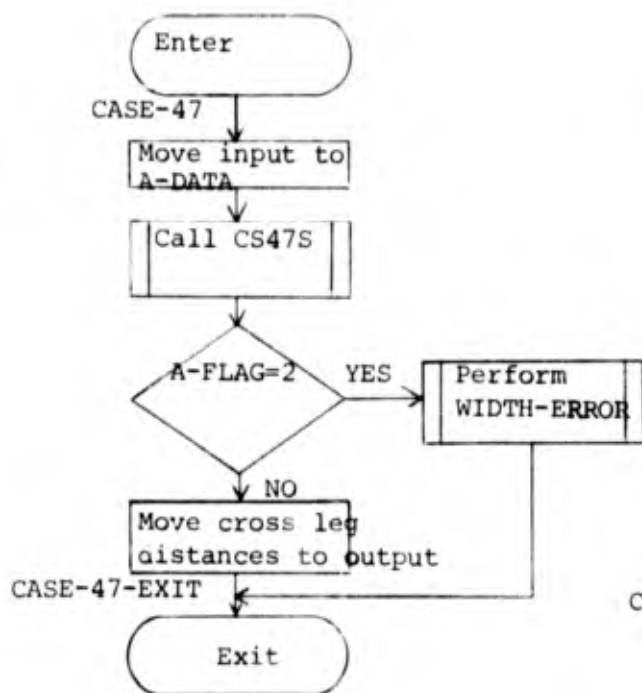 Enter
CASE-47
Move input to
A-DATA
Call CS47S
A-FLAG=2
YES
Perform
WIDTH-ERROR
NO
Move cross leg
distances to output
CASE-47-EXIT
C
Exit